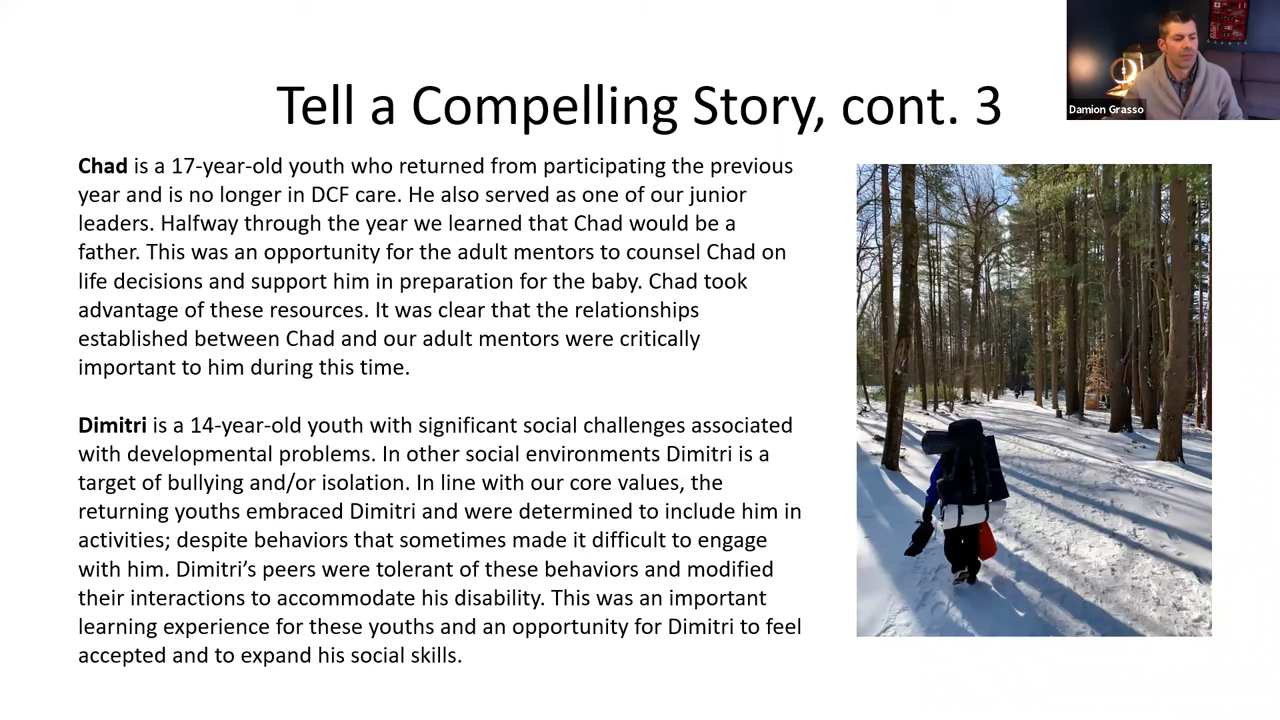 Tell a Compelling Story, cont. 3
Damion Grasso
Chad is a 17-year-old youth who returned from participating the previous
year and is no longer in DCF care. He also served as one of our junior
leaders. Halfway through the year we learned that Chad would be a
father. This was an opportunity for the adult mentors to counsel Chad on
life decisions and support him in preparation for the baby. Chad took
advantage of these resources. It was clear that the relationships
established between Chad and our adult mentors were critically
important to him during this time.
Dimitri is a 14-year-old youth with significant social challenges associated
with developmental problems. In other social environments Dimitri is a
target of bullying and/or isolation. In line with our core values, the
returning youths embraced Dimitri and were determined to include him in
activities; despite behaviors that sometimes made it difficult to engage
with him. Dimitri’s peers were tolerant of these behaviors and modified
their interactions to accommodate his disability. This was an important
learning experience for these youths and an opportunity for Dimitri to feel
accepted and to expand his social skills.